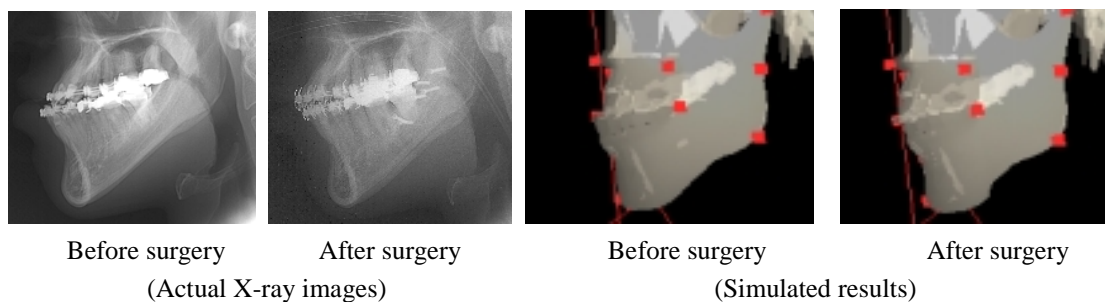 Before surgery After surgery Before surgery After surgery
(Actual X-ray images) (Simulated results)